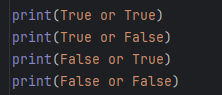 print(True or True)
print(True or False)
print(False or True)
print(False or False)